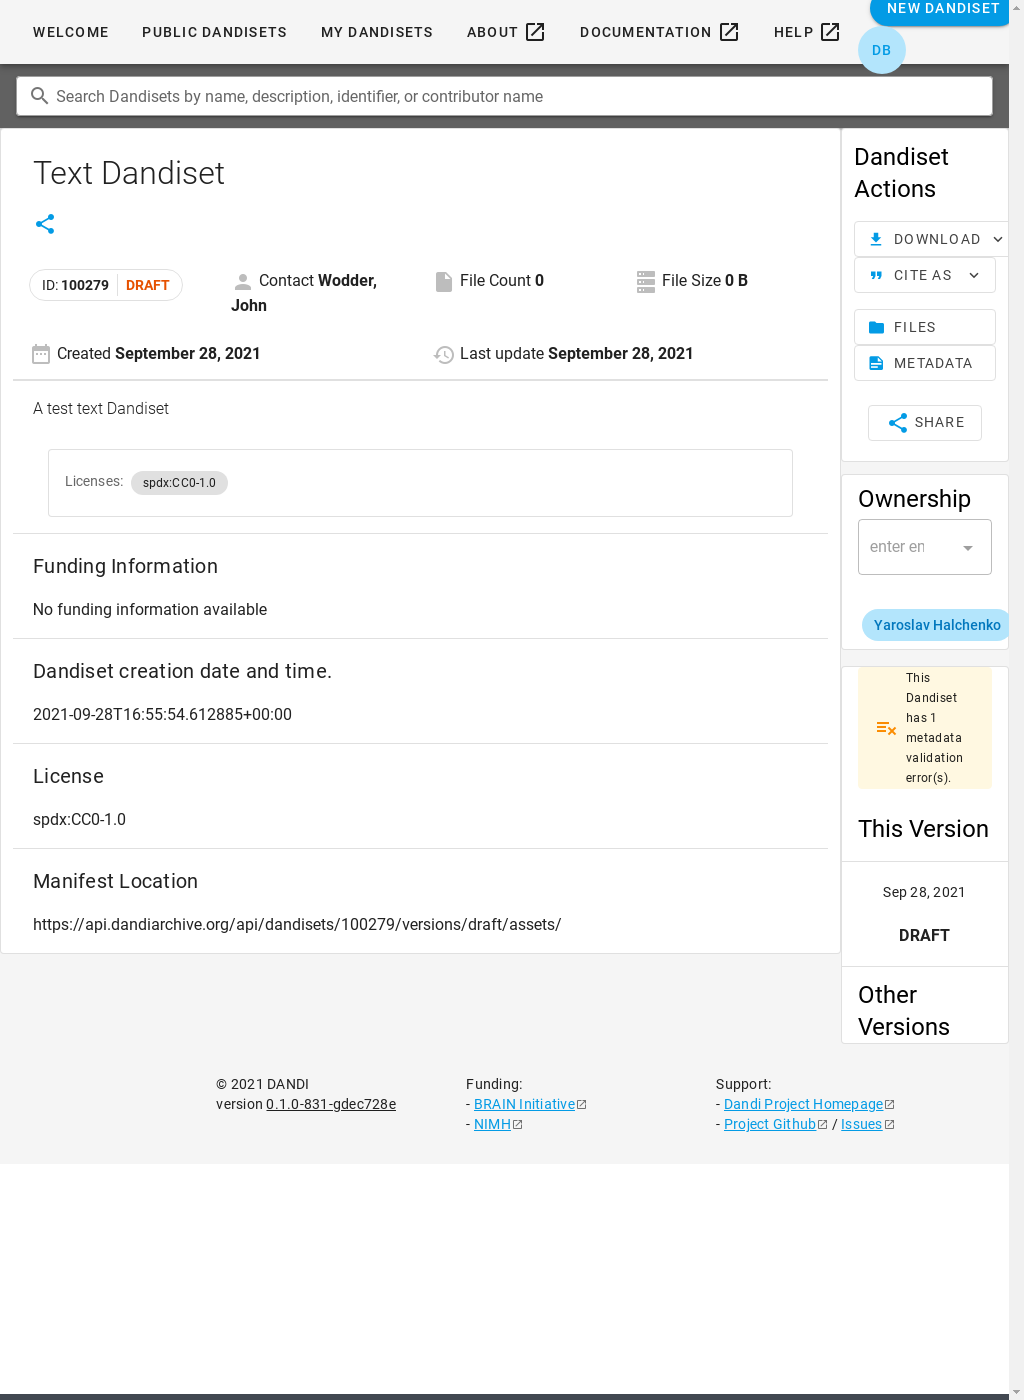 NEW DANDISET
WELCOME
PUBLIC DANDISETS
MY DANDISETS
ABOUT
DOCUMENTATION
HELP
DB
Search Dandisets by name, description, identifier, or contributor name
Text Dandiset
ID: 100279 DRAFT
Contact Wodder,
John
File Count 0
File Size 0 B
Created September 28, 2021
Last update September 28, 2021
A test text Dandiset
Licenses: spdx:CC0-1.0
Funding Information
No funding information available
Dandiset creation date and time.
2021-09-28T16:55:54.612885+00:00
License
spdx:CC0-1.0
Manifest Location
https://api.dandiarchive.org/api/dandisets/100279/versions/draft/assets/
Dandiset
Actions
DOWNLOAD
CITE AS
FILES
METADATA
SHARE
Ownership
enter en
Yaroslav Halchenko
This
Dandiset
has 1
metadata
validation
error(s).
This Version
Sep 28, 2021
DRAFT
Other
Versions
© 2021 DANDI
version 0.1.0-831-gdec728e
Funding:
- BRAIN Initiative
- NIMH
Support:
- Dandi Project Homepage
- Project Github / Issues